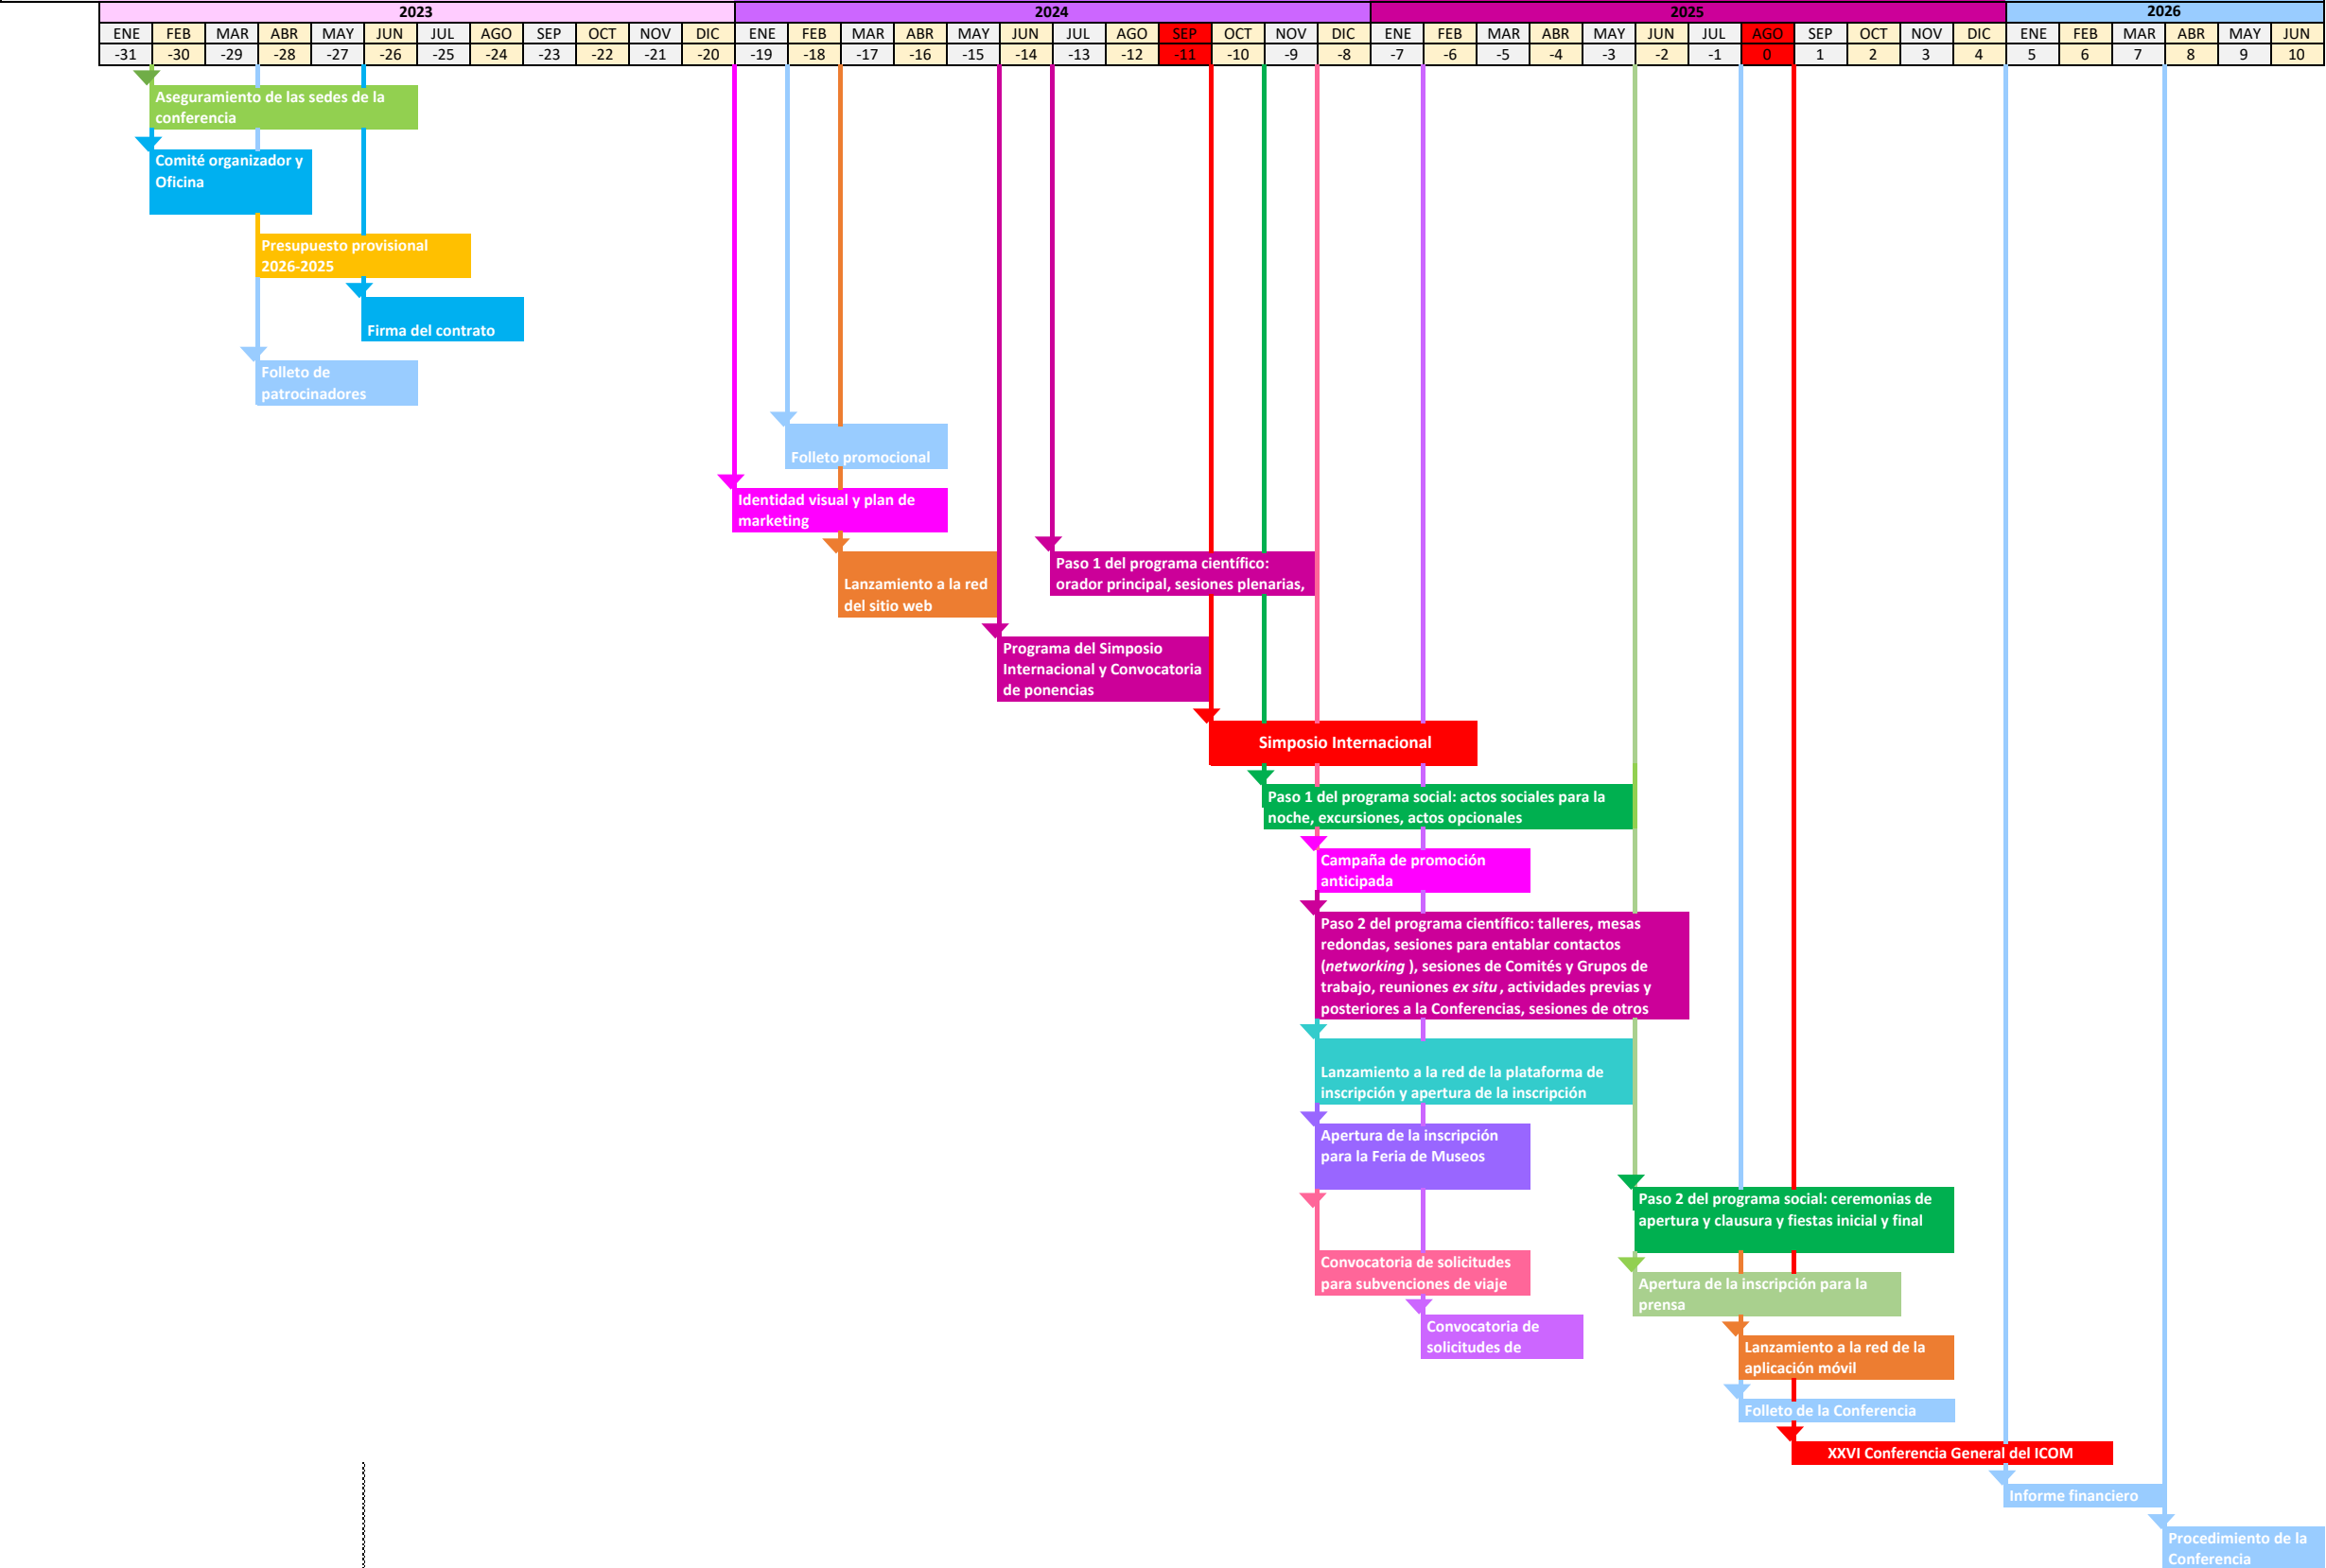 2023 2024 2025 2026
ENE FEB MAR ABR MAY JUN JUL AGO SEP OCT NOV DIC ENE FEB MAR ABR MAY JUN JUL AGO SEP OCT NOV DIC ENE FEB MAR ABR MAY JUN JUL AGO SEP OCT NOV DIC ENE FEB MAR ABR MAY JUN
-31 -30 -29 -28 -27 -26 -25 -24 -23 -22 -21 -20 -19 -18 -17 -16 -15 -14 -13 -12 -11 -10 -9 -8 -7 -6 -5 -4 -3 -2 -1 0 1 2 3 4 5 6 7 8 9 10
Aseguramiento de las sedes de la
conferencia
Comité organizador y
Oficina
Presupuesto provisional
2026-2025
Firma del contrato
Folleto de
patrocinadores
Folleto promocional
Identidad visual y plan de
marketing
Lanzamiento a la red
del sitio web
Paso 1 del programa científico:
orador principal, sesiones plenarias,
Programa del Simposio
Internacional y Convocatoria
de ponencias
Simposio Internacional
Paso 1 del programa social: actos sociales para la
noche, excursiones, actos opcionales
Campaña de promoción
anticipada
Paso 2 del programa científico: talleres, mesas
redondas, sesiones para entablar contactos
(networking ), sesiones de Comités y Grupos de
trabajo, reuniones ex situ , actividades previas y
posteriores a la Conferencias, sesiones de otros
Lanzamiento a la red de la plataforma de
inscripción y apertura de la inscripción
Apertura de la inscripción
para la Feria de Museos
Paso 2 del programa social: ceremonias de
apertura y clausura y fiestas inicial y final
Convocatoria de solicitudes
para subvenciones de viaje
Apertura de la inscripción para la
prensa
Convocatoria de
solicitudes de
Lanzamiento a la red de la
aplicación móvil
Folleto de la Conferencia
XXVI Conferencia General del ICOM
Informe financiero
Procedimiento de la
Conferencia